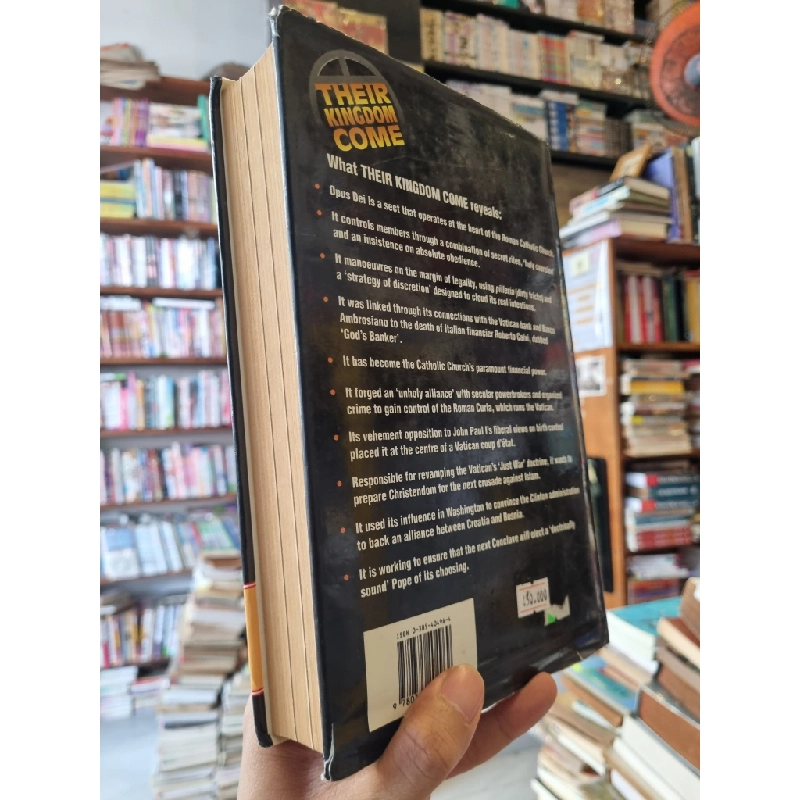 THEIR
KINGDOM
COME
What THEIR KINGDOM COME reveals:
• Opus Dei is a sect that operates at the heart of the Roman Catholic Church.
• It controls members through a combination of secret rites, 'holy coercion'
and an insistence on absolute obedience.
• It manoeuvres on the margin of legality, using pilleria (dirty tricks) and
a 'strategy of discretion' designed to cloud its real intentions.
• It was linked through its connections with the Vatican bank and Banco
Ambrosiano to the death of Italian financier Roberto Calvi, dubbed
'God's Banker'.
• It has become the Catholic Church's paramount financial power.
• It forged an 'unholy alliance' with secular powerbrokers and organized
crime to gain control of the Roman Curia, which runs the Vatican.
• Its vehement opposition to John Paul I's liberal views on birth control
placed it at the centre of a Vatican coup d'état.
• Responsible for revamping the Vatican's 'Just War' doctrine, it wants to
prepare Christendom for the next crusade against Islam.
• It used its influence in Washington to convince the Clinton administration
to back an alliance between Croatia and Bosnia.
• It is working to ensure that the next Conclave will elect a 'doctrinally
sound' Pope of its choosing.
ISBN